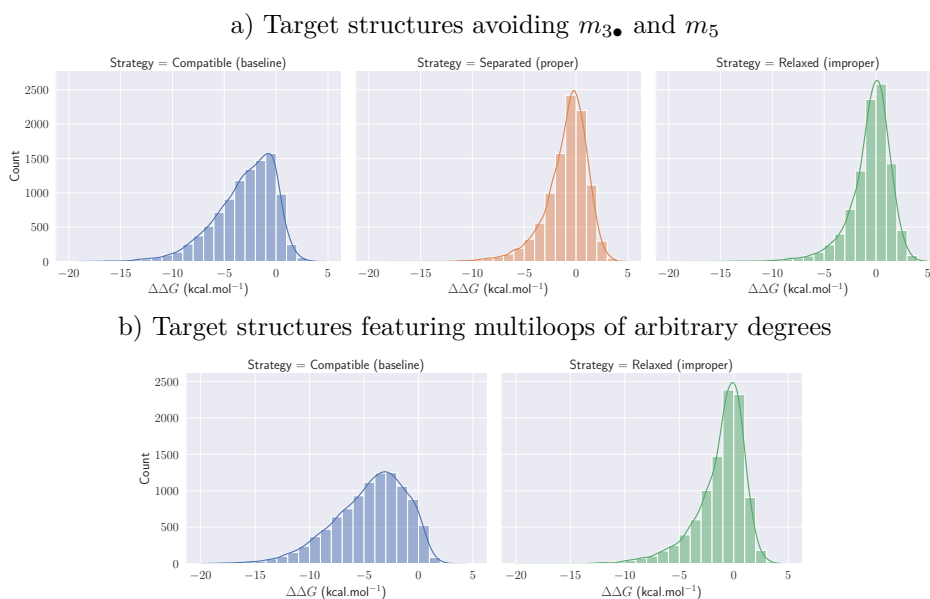 a) Target structures avoiding m₃• and m₅
Strategy = Compatible (baseline) Strategy = Separated (proper) Strategy = Relaxed (improper)
Count
2500
2000
1500
1000
500
0
−20 −15 −10 −5 0 5 −20 −15 −10 −5 0 5 −20 −15 −10 −5 0 5
ΔΔG (kcal.mol⁻¹) ΔΔG (kcal.mol⁻¹) ΔΔG (kcal.mol⁻¹)
b) Target structures featuring multiloops of arbitrary degrees
Strategy = Compatible (baseline) Strategy = Relaxed (improper)
Count
2500
2000
1500
1000
500
0
−20 −15 −10 −5 0 5 −20 −15 −10 −5 0 5
ΔΔG (kcal.mol⁻¹) ΔΔG (kcal.mol⁻¹)